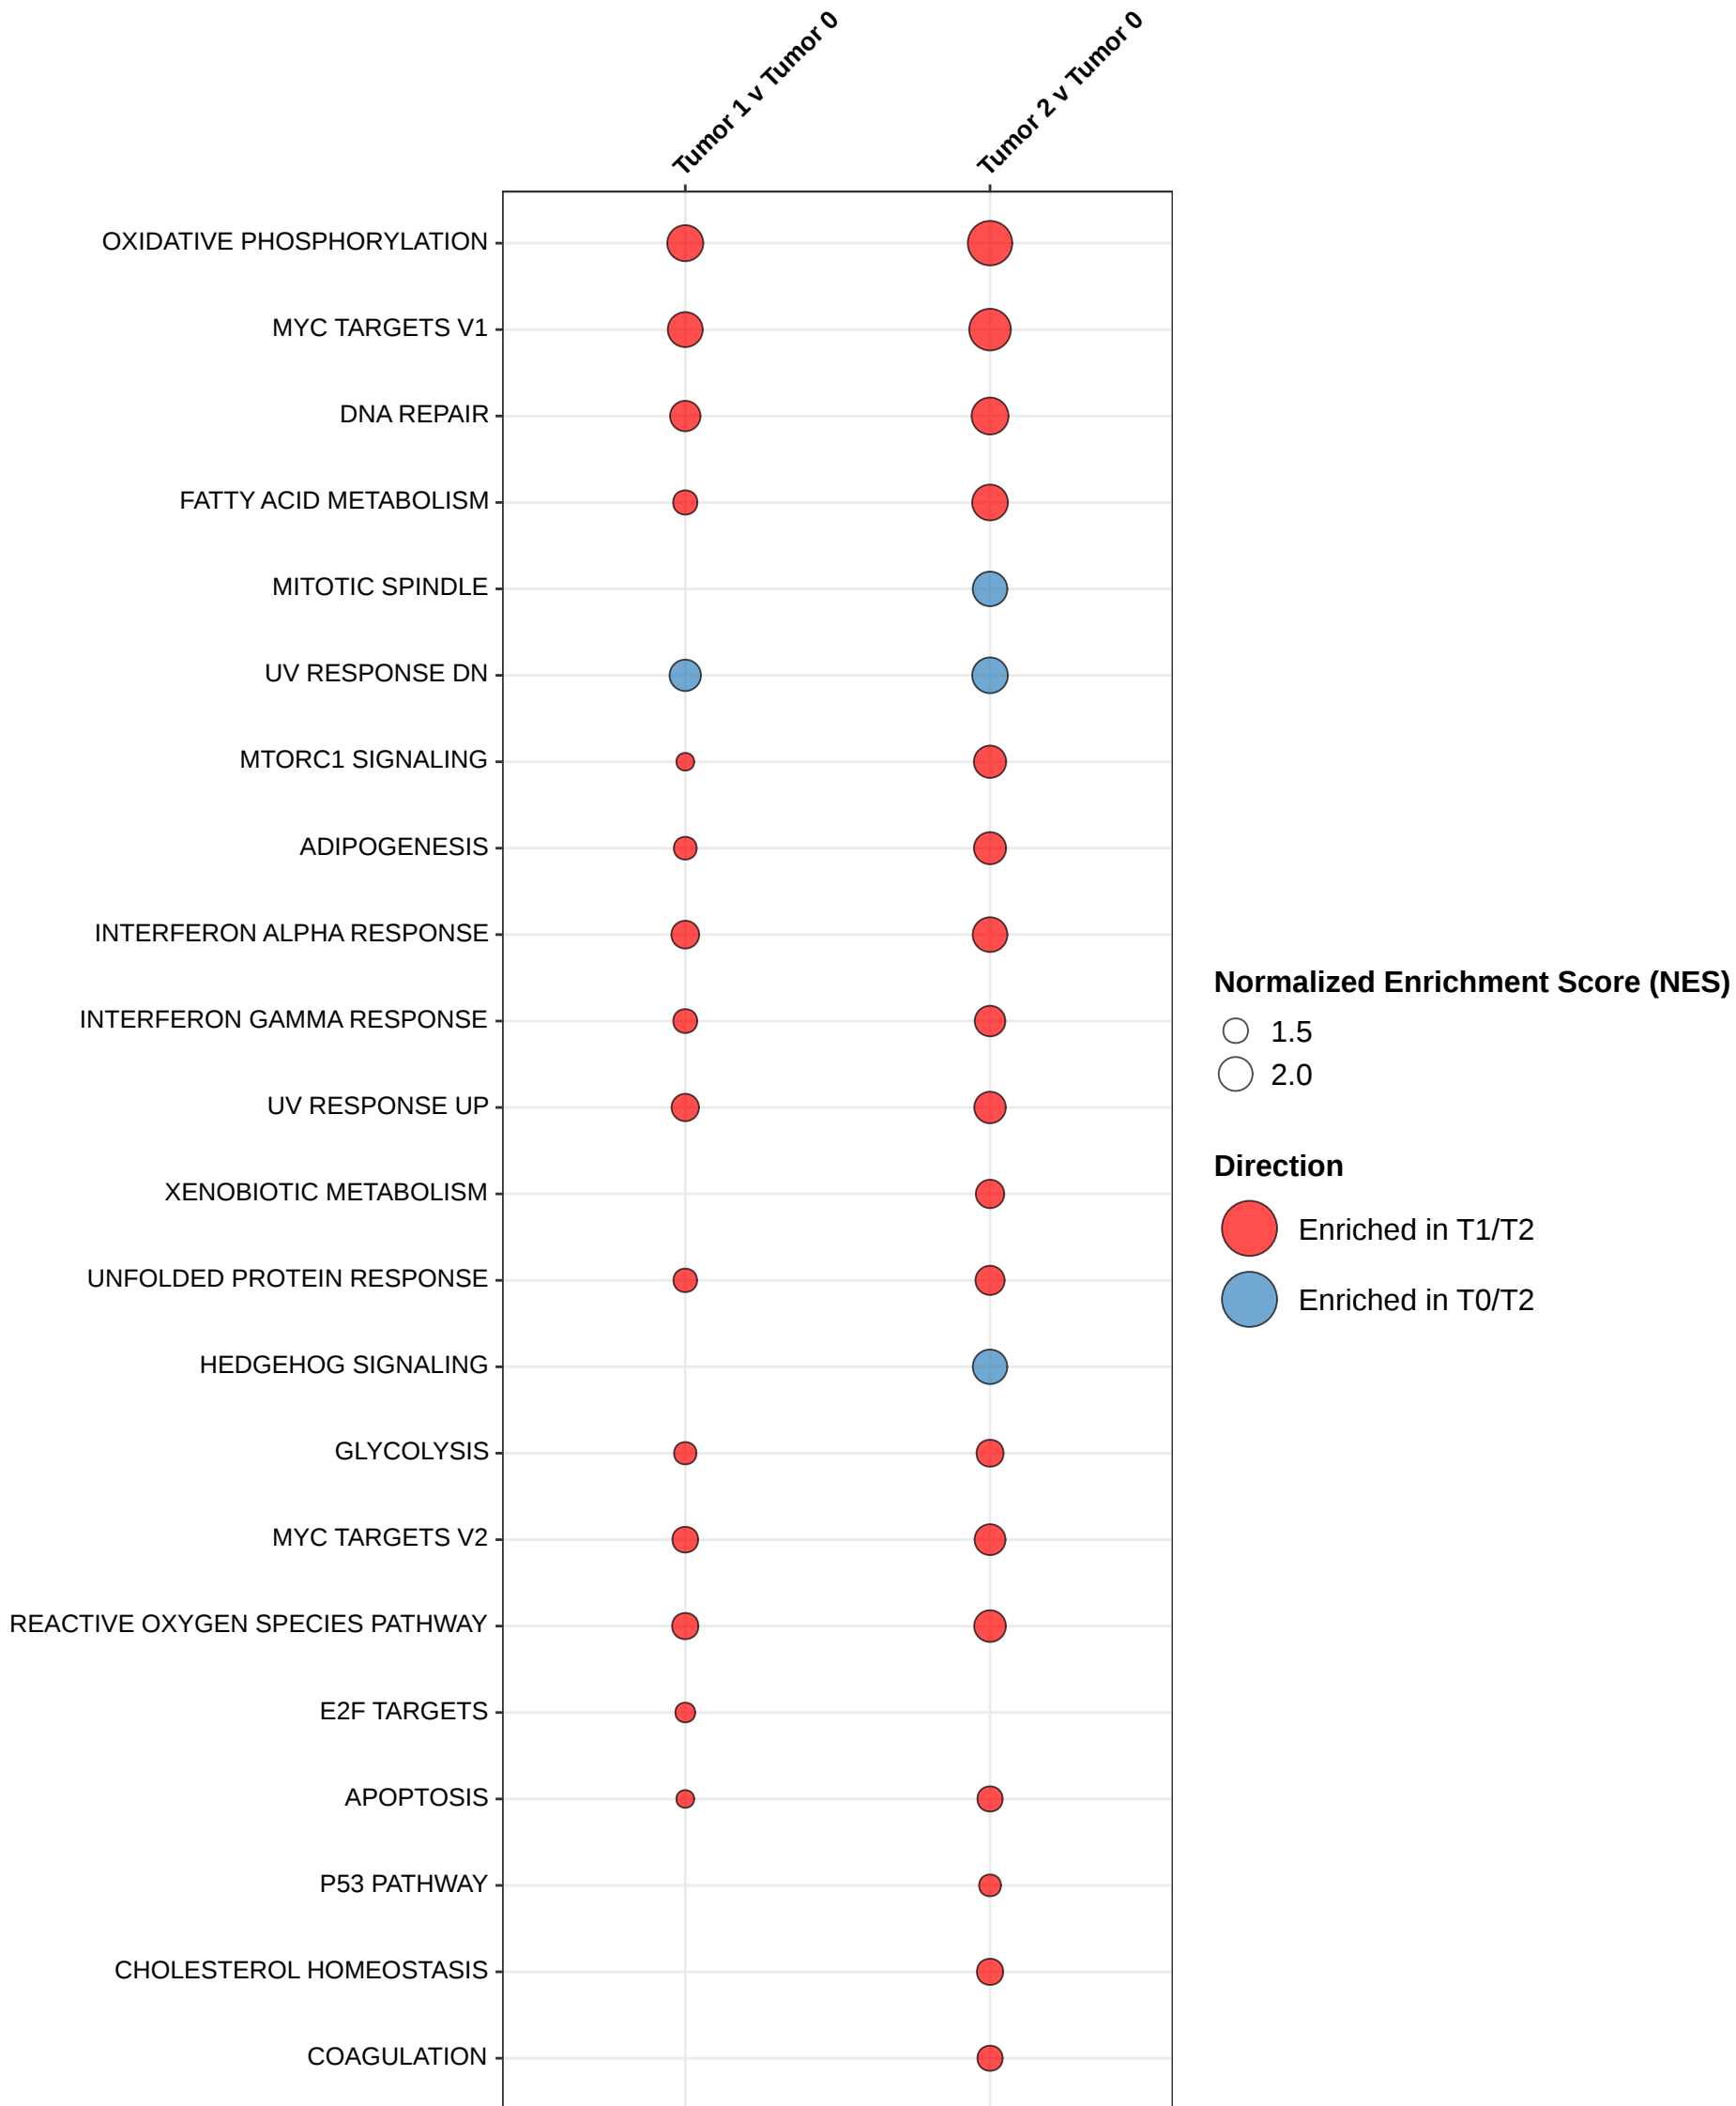 Tumor 1 v Tumor 0
Tumor 2 v Tumor 0
OXIDATIVE PHOSPHORYLATION
MYC TARGETS V1
DNA REPAIR
FATTY ACID METABOLISM
MITOTIC SPINDLE
UV RESPONSE DN
MTORC1 SIGNALING
ADIPOGENESIS
INTERFERON ALPHA RESPONSE
INTERFERON GAMMA RESPONSE
UV RESPONSE UP
XENOBIOTIC METABOLISM
UNFOLDED PROTEIN RESPONSE
HEDGEHOG SIGNALING
GLYCOLYSIS
MYC TARGETS V2
REACTIVE OXYGEN SPECIES PATHWAY
E2F TARGETS
APOPTOSIS
P53 PATHWAY
CHOLESTEROL HOMEOSTASIS
COAGULATION
Normalized Enrichment Score (NES)
1.5
2.0
Direction
Enriched in T1/T2
Enriched in T0/T2